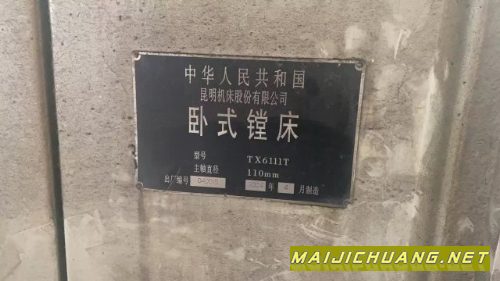 中华人民共和国
昆明机床股份有限公司
卧式镗床
型号 TX6111T
主轴直径 110mm
出厂编号 年 4 月制造
MAIJICHUANG.NET